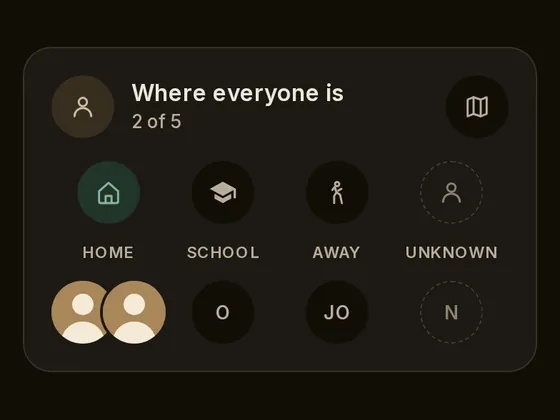 Where everyone is
2 of 5
HOME
SCHOOL
AWAY
UNKNOWN
O
JO
N